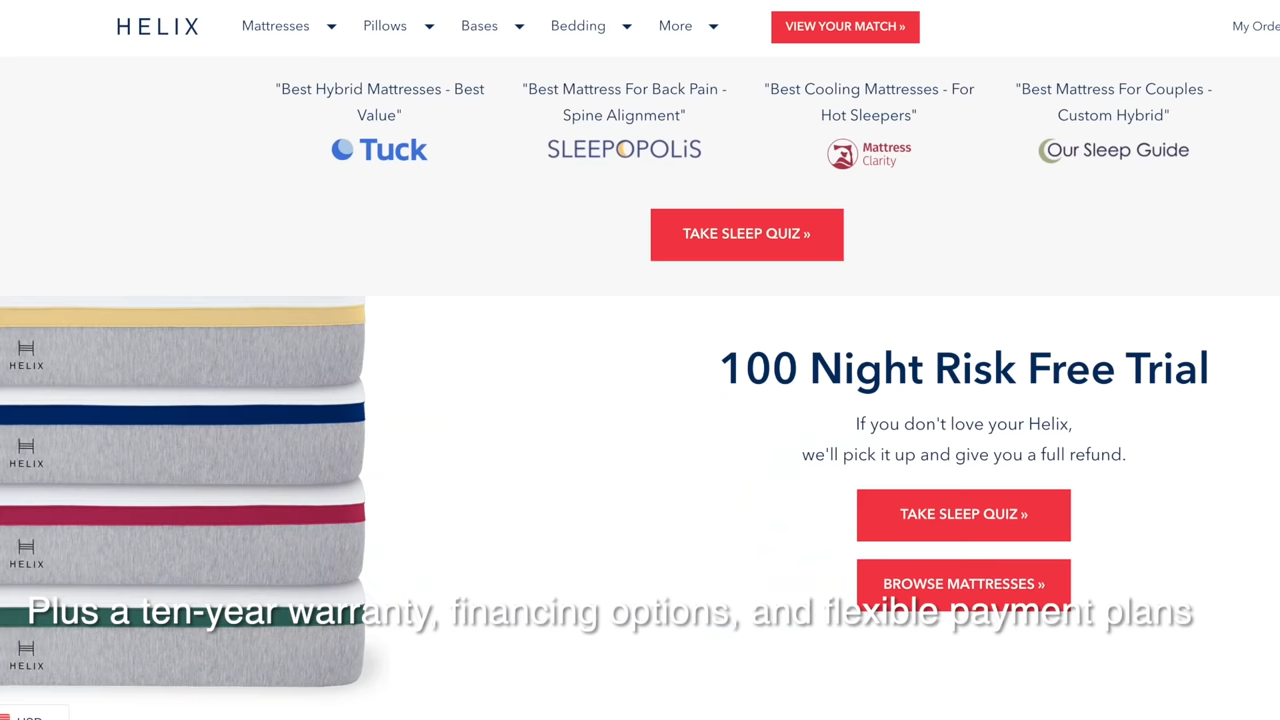 HELIX
Mattresses
Pillows
Bases
Bedding
More
VIEW YOUR MATCH »
My Orde
"Best Hybrid Mattresses - Best
Value"
Tuck
"Best Mattress For Back Pain -
Spine Alignment"
SLEEPOPOLiS
"Best Cooling Mattresses - For
Hot Sleepers"
Mattress
Clarity
"Best Mattress For Couples -
Custom Hybrid"
Our Sleep Guide
TAKE SLEEP QUIZ »
HELIX
HELIX
HELIX
HELIX
100 Night Risk Free Trial
If you don't love your Helix,
we'll pick it up and give you a full refund.
TAKE SLEEP QUIZ »
BROWSE MATTRESSES »
Plus a ten-year warranty, financing options, and flexible payment plans